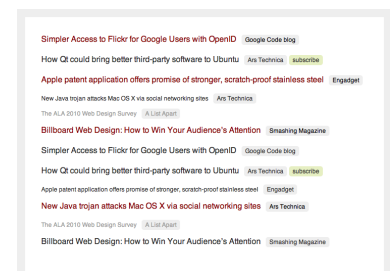 Simpler Access to Flickr for Google Users with OpenID Google Code blog
How Qt could bring better third-party software to Ubuntu Ars Technica subscribe
Apple patent application offers promise of stronger, scratch-proof stainless steel Engadget
New Java trojan attacks Mac OS X via social networking sites Ars Technica
The ALA 2010 Web Design Survey A List Apart
Billboard Web Design: How to Win Your Audience's Attention Smashing Magazine
Simpler Access to Flickr for Google Users with OpenID Google Code blog
How Qt could bring better third-party software to Ubuntu Ars Technica subscribe
Apple patent application offers promise of stronger, scratch-proof stainless steel Engadget
New Java trojan attacks Mac OS X via social networking sites Ars Technica
The ALA 2010 Web Design Survey A List Apart
Billboard Web Design: How to Win Your Audience's Attention Smashing Magazine